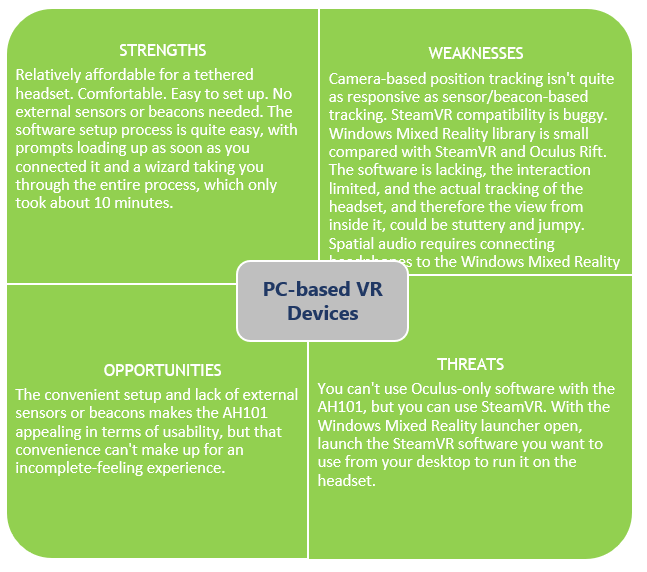 STRENGTHS
Relatively affordable for a tethered
headset. Comfortable. Easy to set up. No
external sensors or beacons needed. The
software setup process is quite easy, with
prompts loading up as soon as you
connected it and a wizard taking you
through the entire process, which only
took about 10 minutes.
WEAKNESSES
Camera-based position tracking isn't quite
as responsive as sensor/beacon-based
tracking. SteamVR compatibility is buggy.
Windows Mixed Reality library is small
compared with SteamVR and Oculus Rift.
The software is lacking, the interaction
limited, and the actual tracking of the
headset, and therefore the view from
inside it, could be stuttery and jumpy.
Spatial audio requires connecting
to the Windows Mixed Reality
PC-based VR
Devices
OPPORTUNITIES
The convenient setup and lack of external
sensors or beacons makes the AH101
appealing in terms of usability, but that
convenience can't make up for an
incomplete-feeling experience.
THREATS
You can't use Oculus-only software with the
AH101, but you can use SteamVR. With the
Windows Mixed Reality launcher open,
launch the SteamVR software you want to
use from your desktop to run it on the
headset.